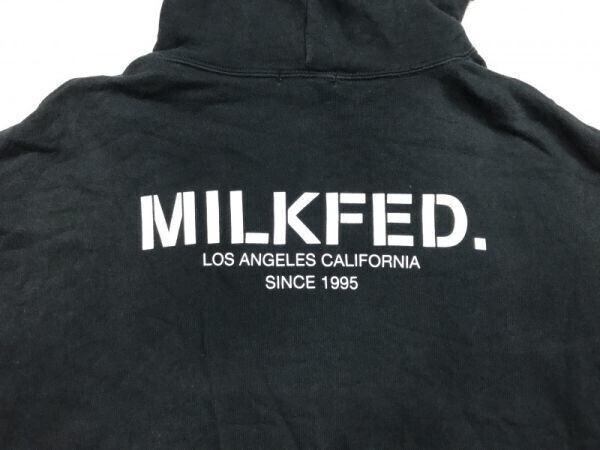 MILKFED.
LOS ANGELES CALIFORNIA
SINCE 1995